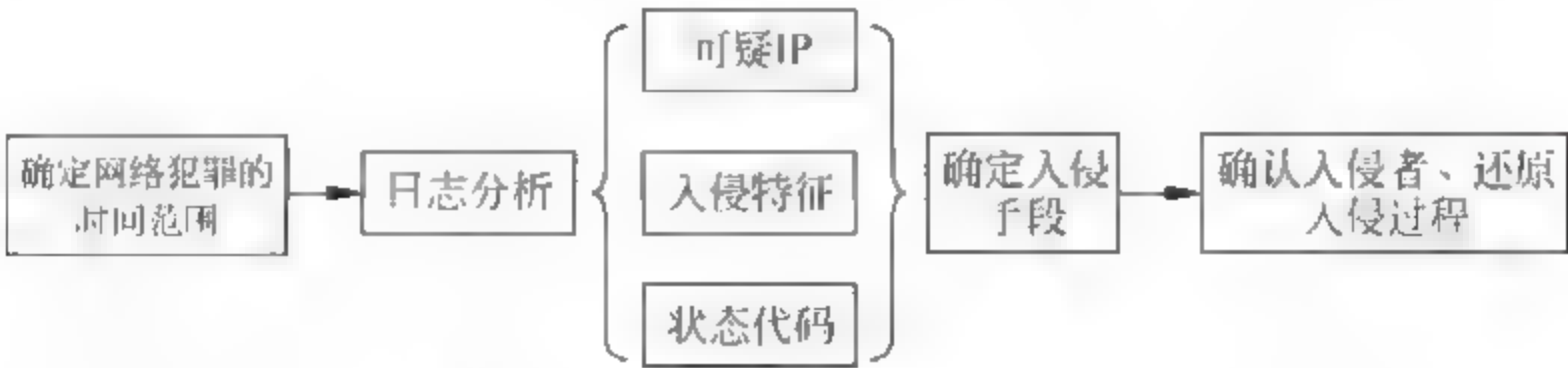 确定网络犯罪的
时间范围
日志分析
可疑IP
入侵特征
状态代码
确定入侵
手段
确认入侵者、还原
入侵过程